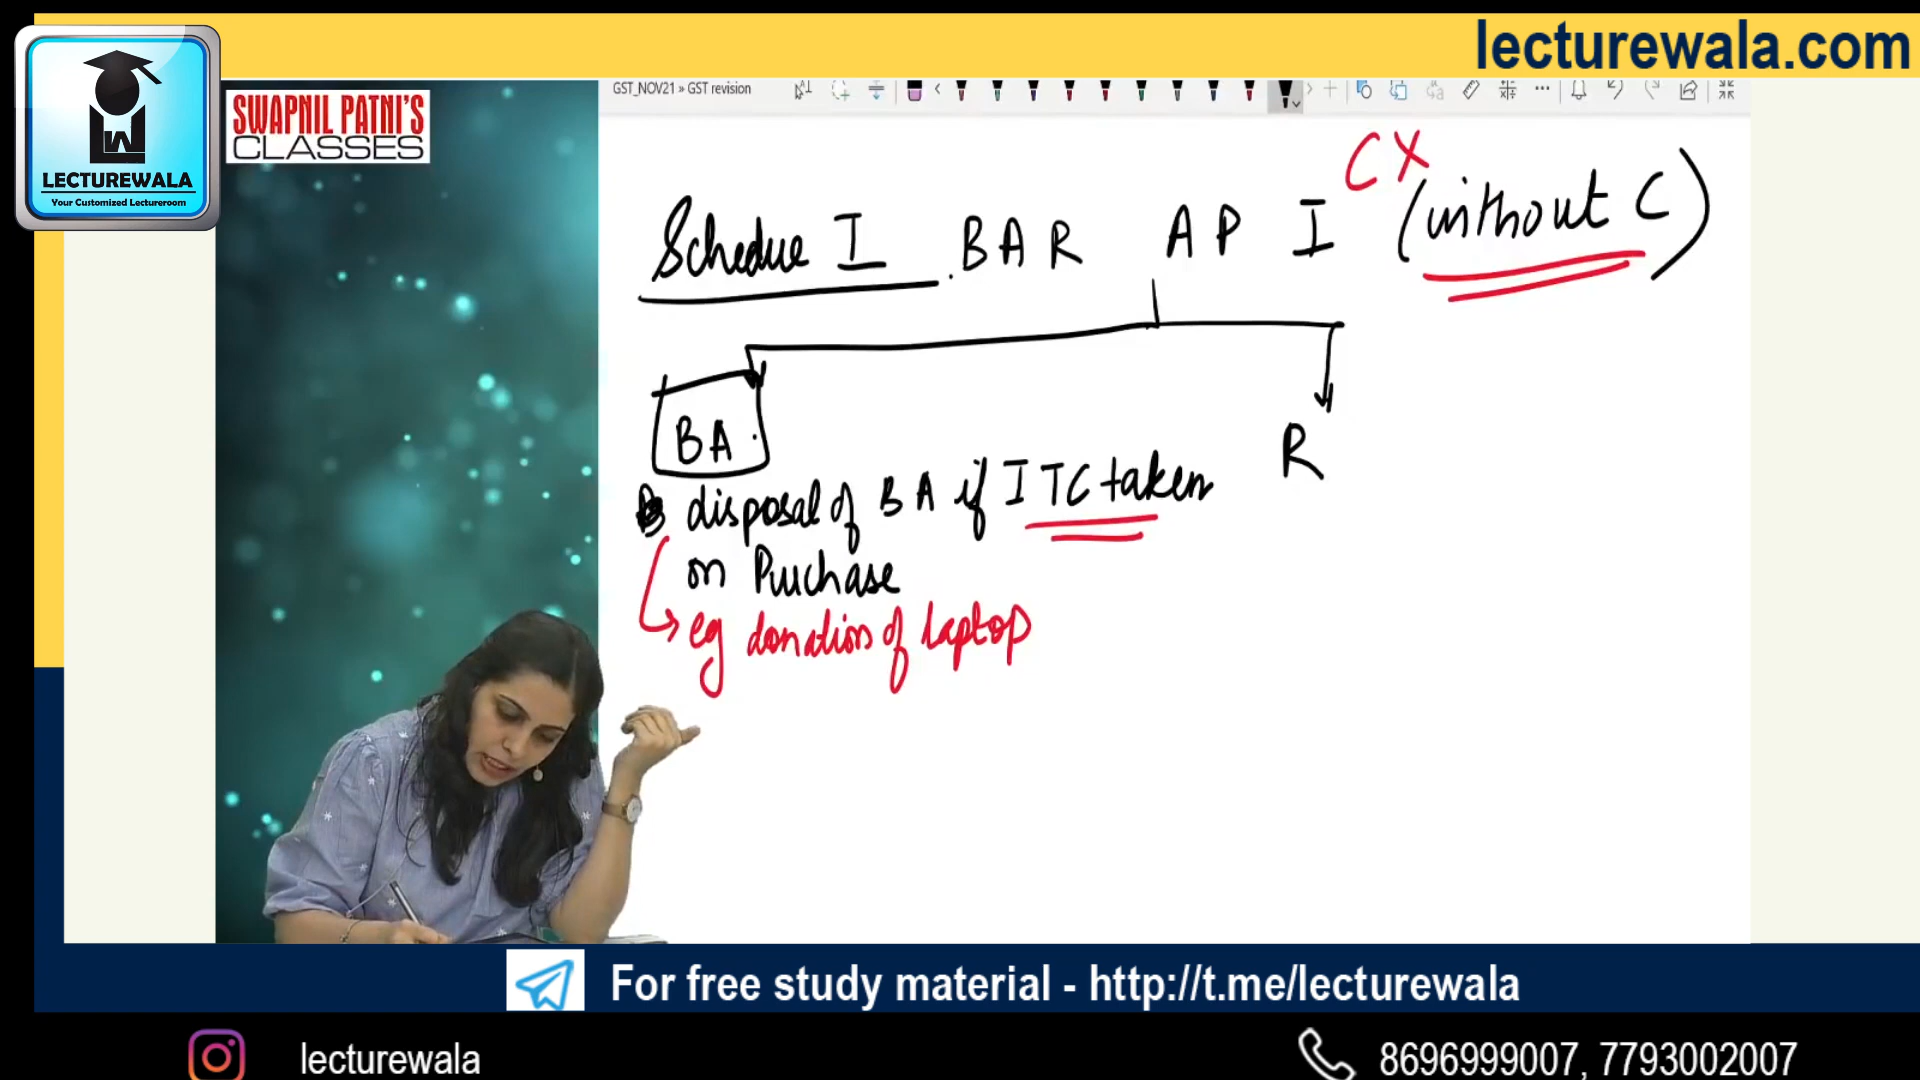 lecturewala.com
LW
LECTUREWALA
Your Customized Lectureroom
SWAPNIL PATNI'S
CLASSES
GST_NOV21 » GST revision
CX
Schedue I BAR AP I (without C)
BA
R
disposal of BA if ITC taken
on Purchase
eg donation of laptop
For free study material - http://t.me/lecturewala
lecturewala
8696999007, 7793002007